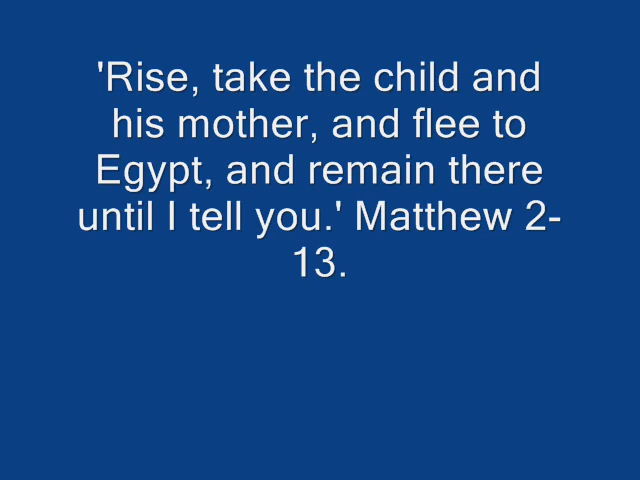 'Rise, take the child and
his mother, and flee to
Egypt, and remain there
until I tell you.' Matthew 2-
13.